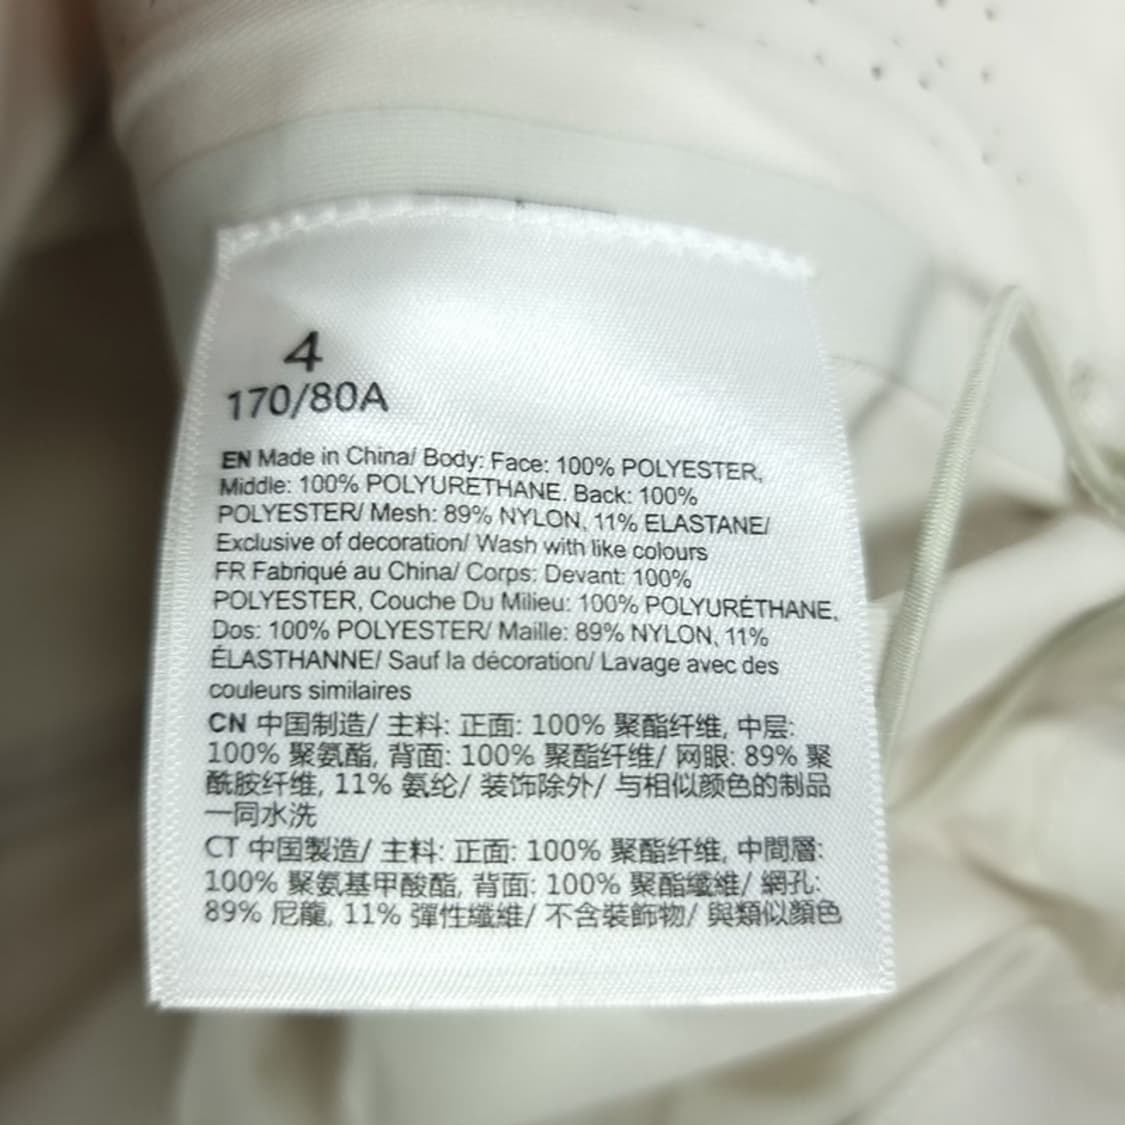 4
170/80A
EN Made in China/ Body: Face: 100% POLYESTER,
Middle: 100% POLYURETHANE. Back: 100%
POLYESTER/ Mesh: 89% NYLON, 11% ELASTANE/
Exclusive of decoration/ Wash with like colours
FR Fabriqué au China/ Corps: Devant: 100%
POLYESTER, Couche Du Milieu: 100% POLYURÉTHANE,
Dos: 100% POLYESTER/ Maille: 89% NYLON, 11%
ÉLASTHANNE/ Sauf la décoration/ Lavage avec des
couleurs similaires
CN 中国制造/ 主料: 正面: 100% 聚酯纤维, 中层:
100% 聚氨酯, 背面: 100% 聚酯纤维/ 网眼: 89% 聚
酰胺纤维, 11% 氨纶/ 装饰除外/ 与相似颜色的制品
一同水洗
CT 中国製造/ 主料: 正面: 100% 聚酯纤维, 中間層:
100% 聚氨基甲酸酯, 背面: 100% 聚酯纖維/ 網孔:
89% 尼龍, 11% 彈性纖維/ 不含裝飾物/ 與類似顏色